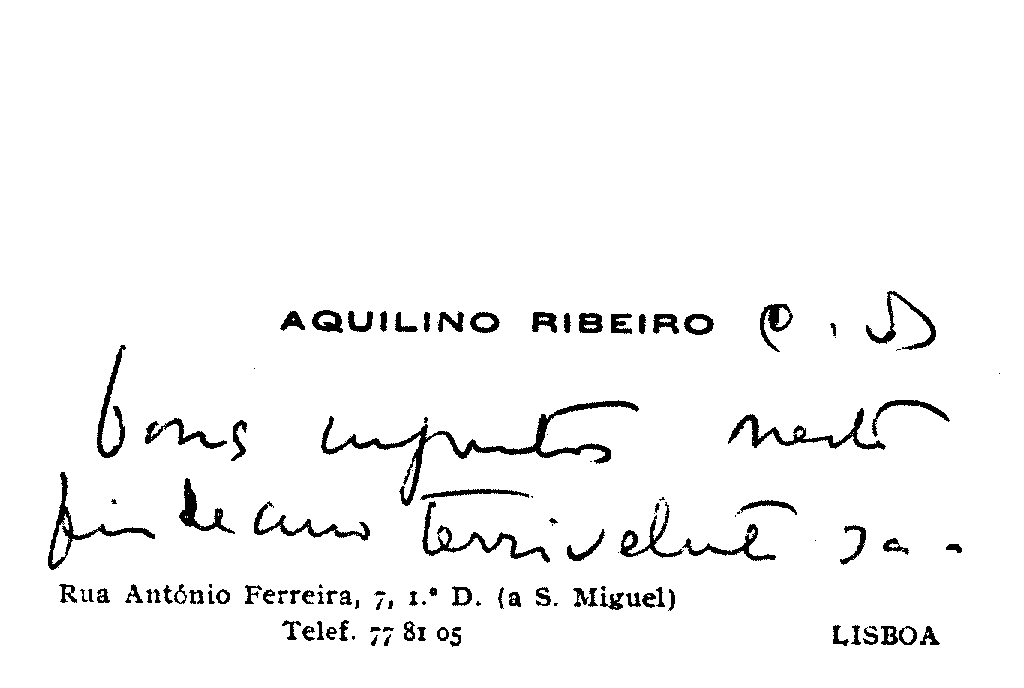 AQUILINO RIBEIRO
bons neste
fim de ano terrivelmente
Rua António Ferreira, 7, 1.º D. (a S. Miguel)
Telef. 77 81 05
LISBOA